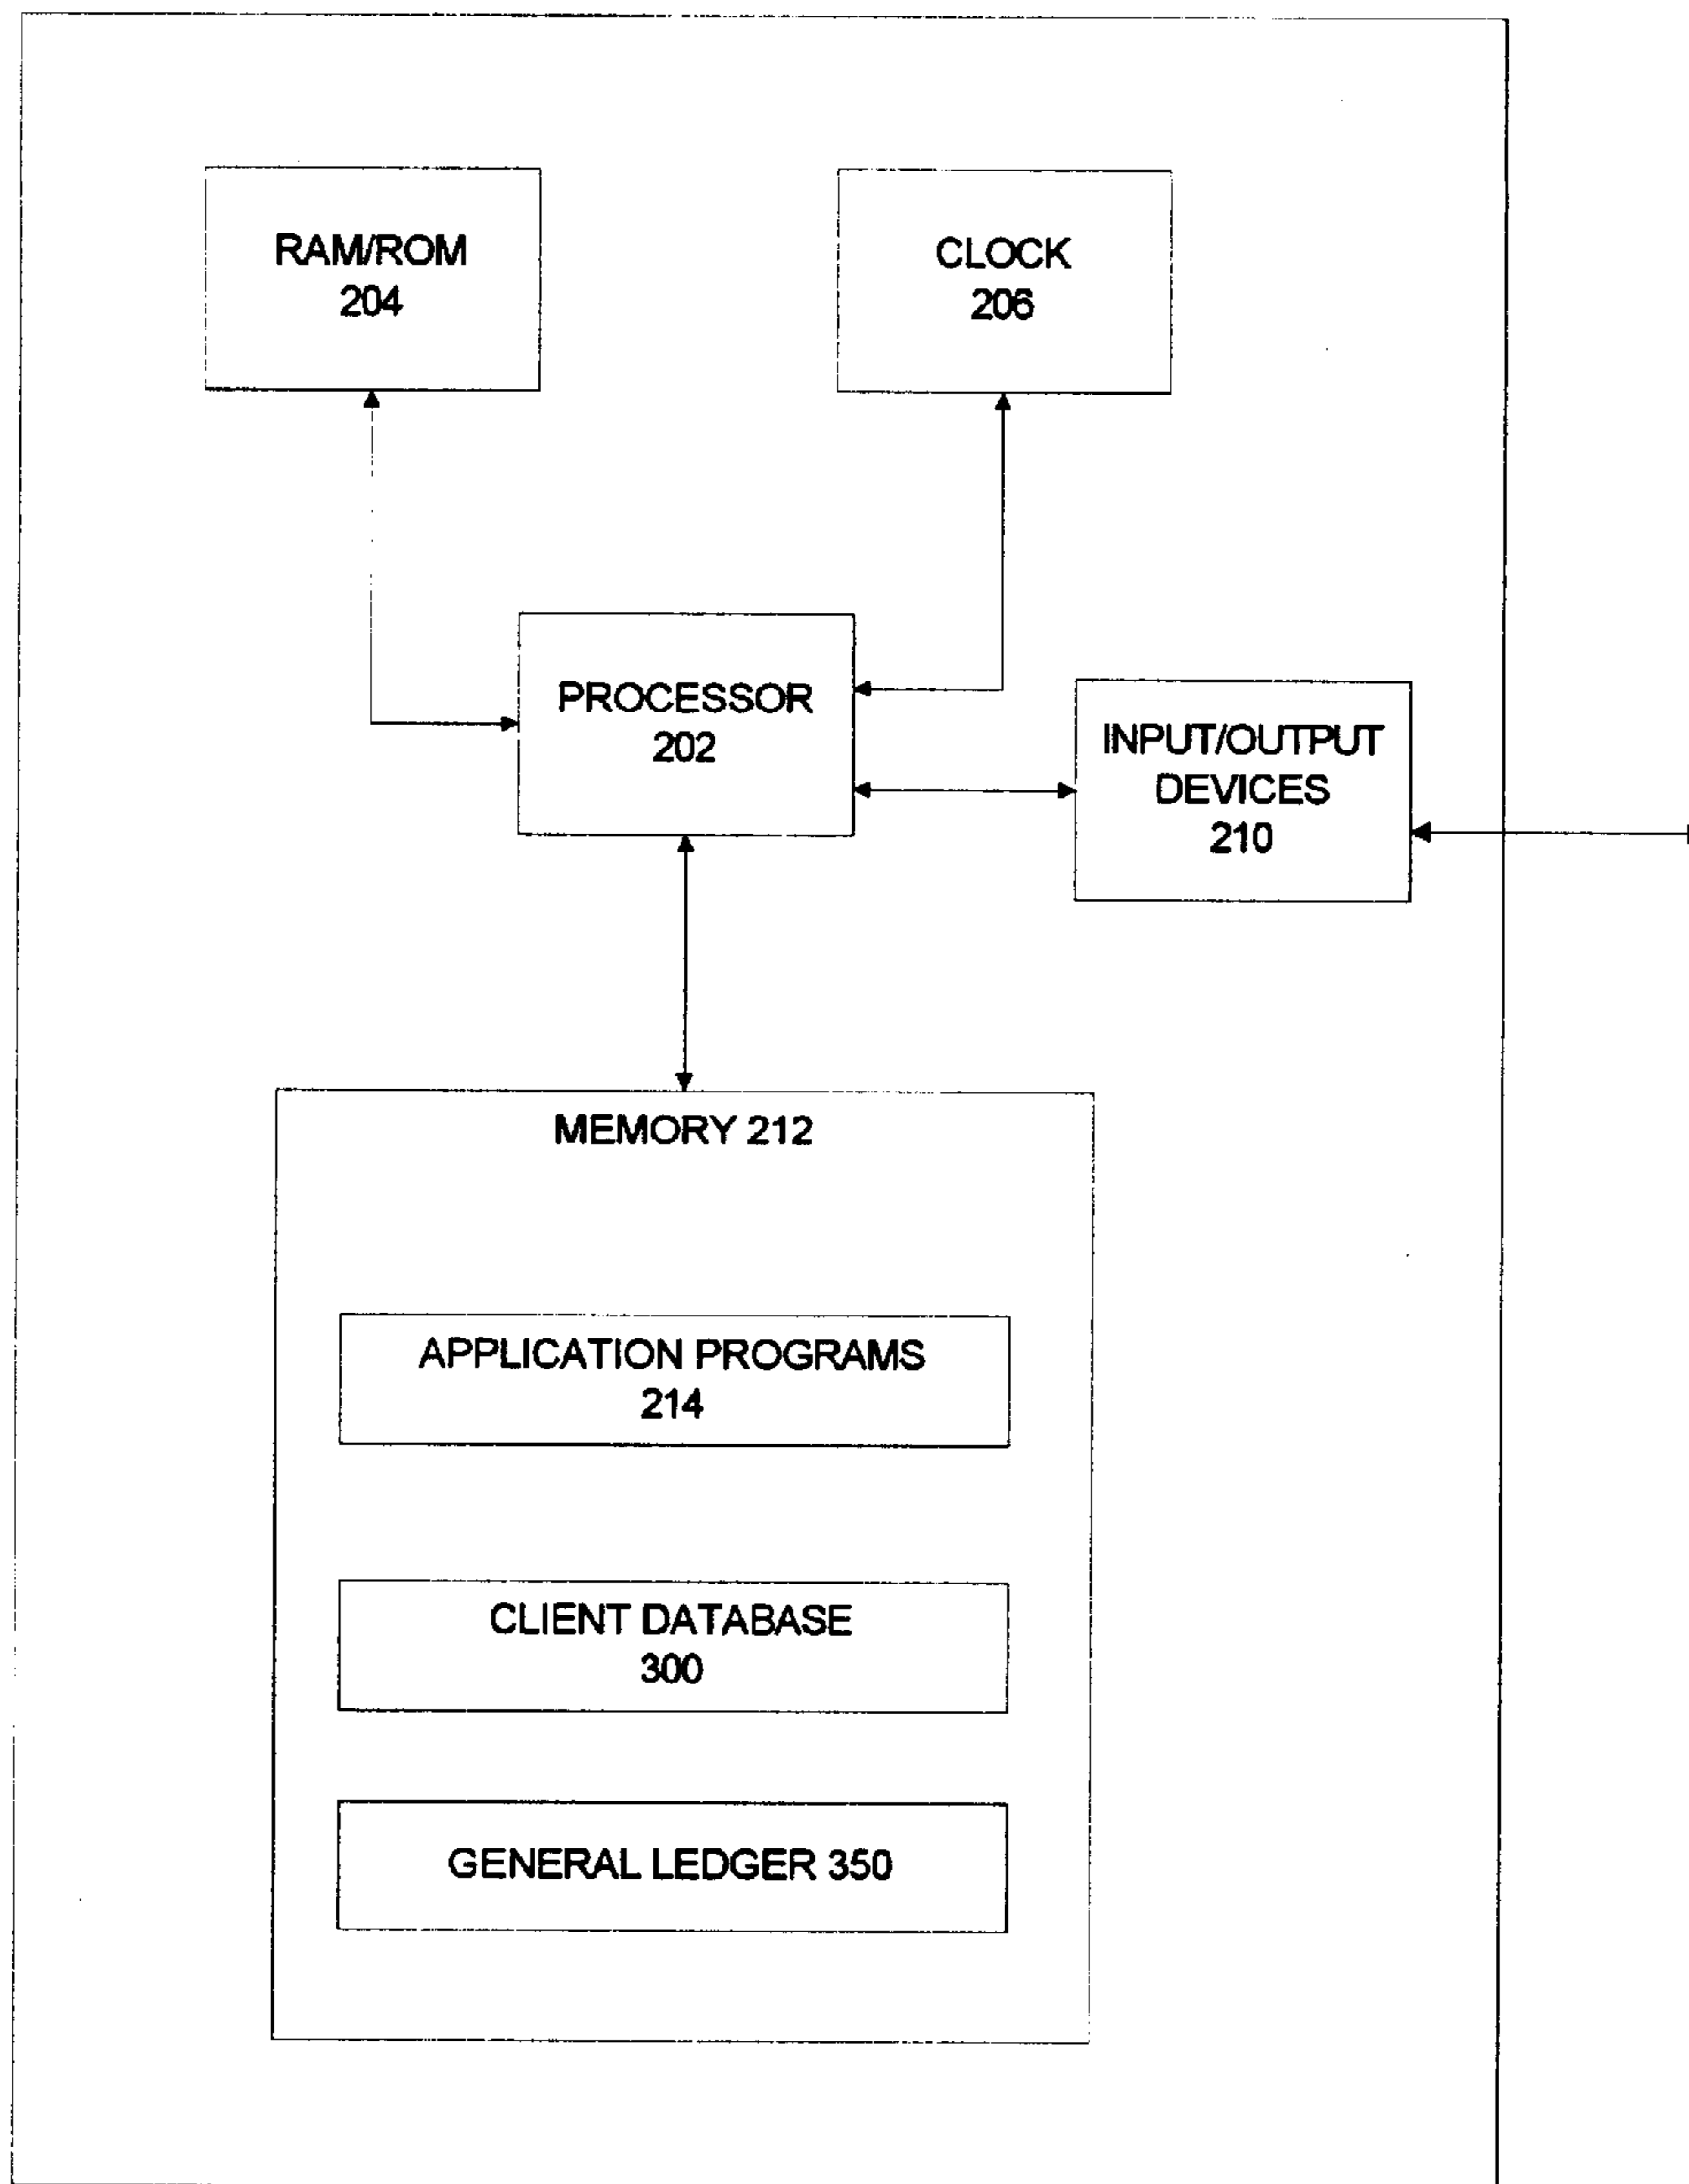 RAM/ROM
204
CLOCK
206
PROCESSOR
202
INPUT/OUTPUT
DEVICES
210
MEMORY 212
APPLICATION PROGRAMS
214
CLIENT DATABASE
300
GENERAL LEDGER 350